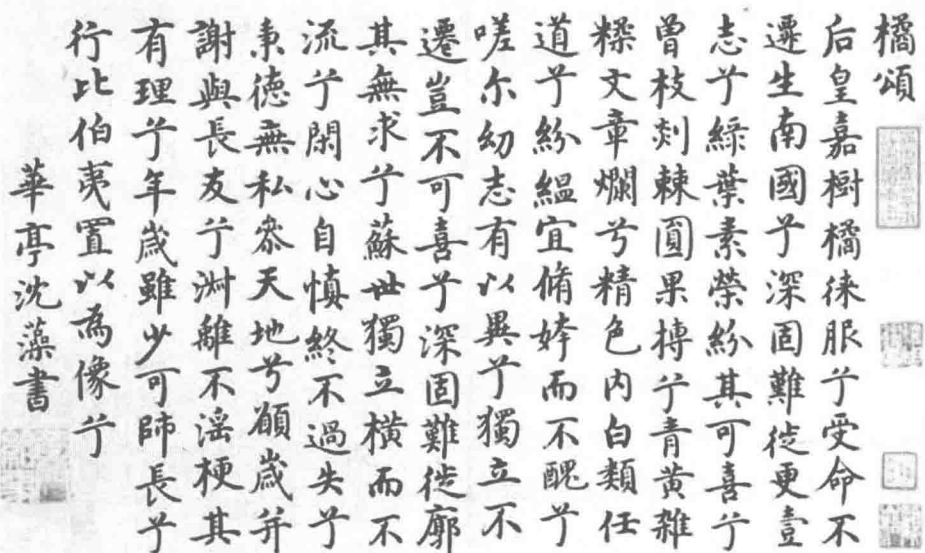 橘頌
后皇嘉樹橘徠服兮受命不
遷生南國兮深固難徙更壹
志兮綠葉素榮紛其可喜兮
曾枝剡棘圓果摶兮青黃雜
糅文章爛兮精色內白類任
道兮紛縕宜脩姱而不醜兮
嗟尔幼志有以異兮獨立不
遷豈不可喜兮深固難徙廓
其無求兮蘇世獨立橫而不
流兮閑心自慎終不過失兮
秉德無私參天地兮願歲并
謝與長友兮淑離不淫梗其
有理兮年歲雖少可師長兮
行比伯夷置以為像兮
華亭沈藻書